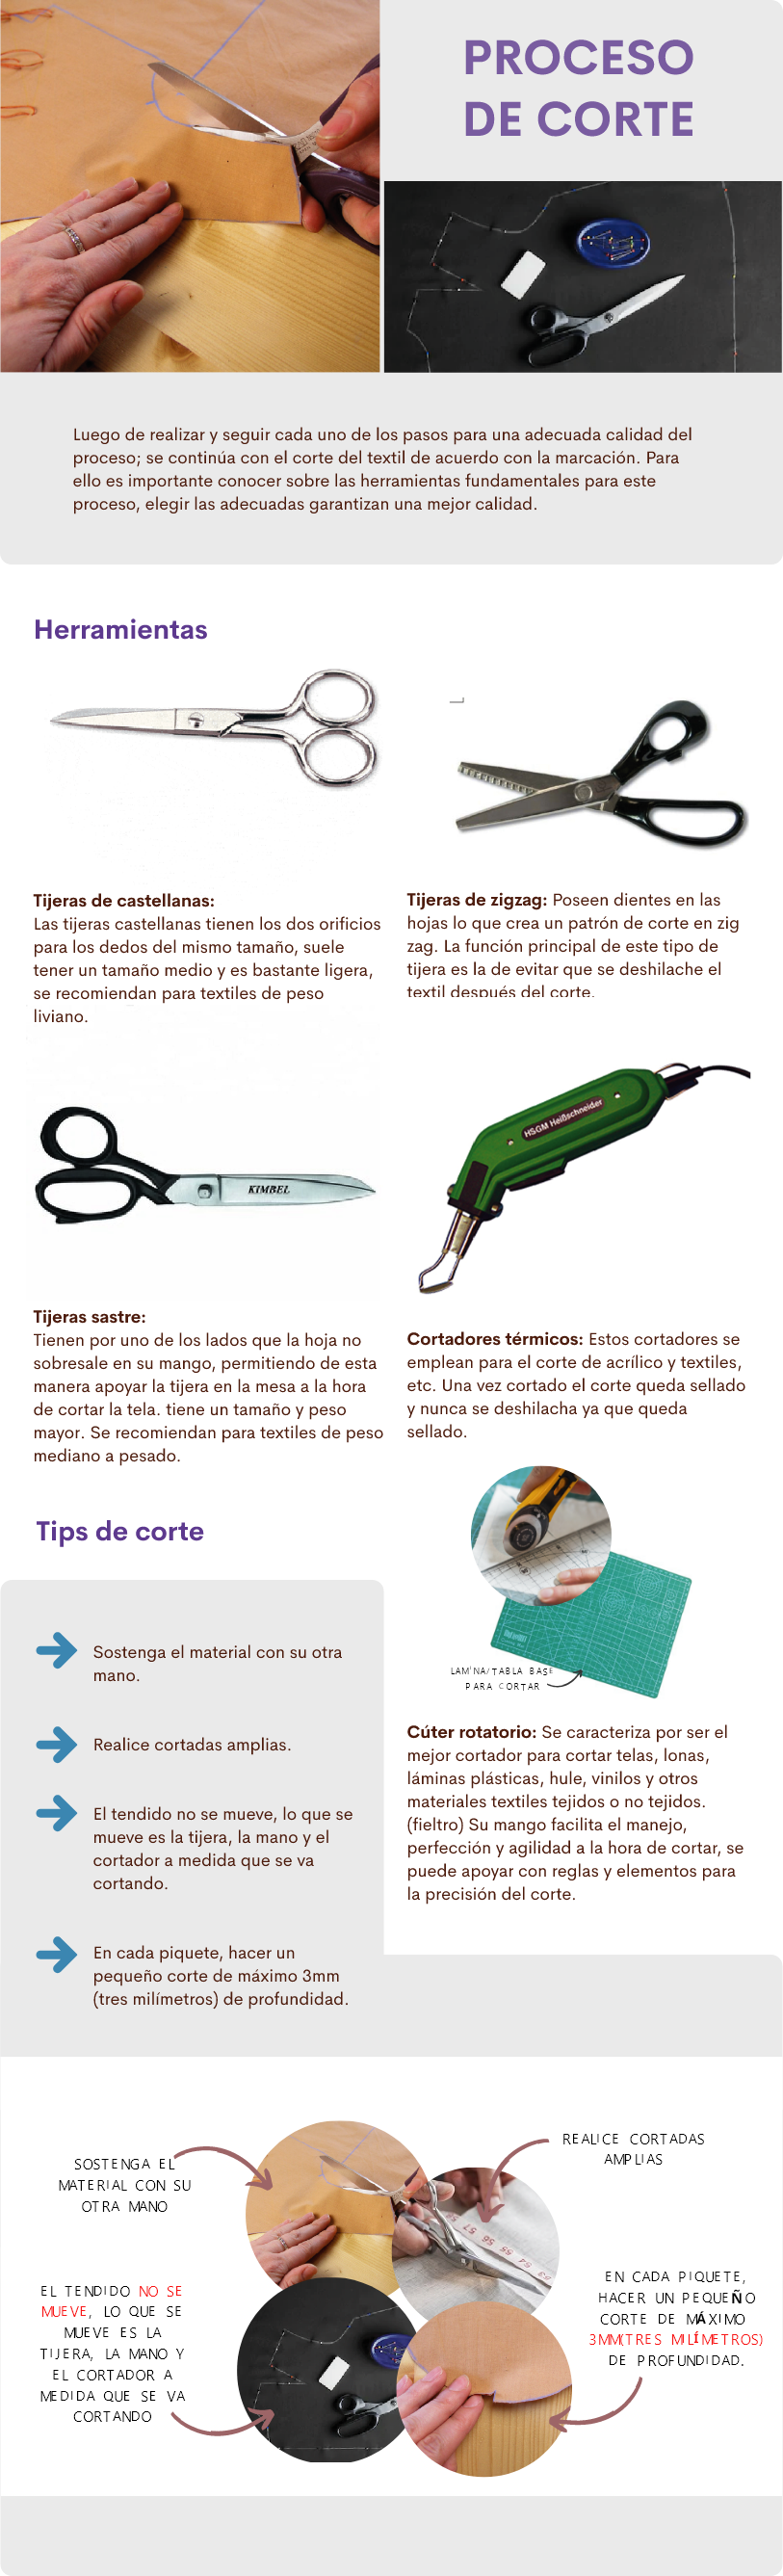 PROCESO
DE CORTE
Luego de realizar y seguir cada uno de los pasos para una adecuada calidad del
proceso; se continúa con el corte del textil de acuerdo con la marcación. Para
ello es importante conocer sobre las herramientas fundamentales para este
proceso, elegir las adecuadas garantizan una mejor calidad.
Herramientas
Tijeras de castellanas:
Las tijeras castellanas tienen los dos orificios
para los dedos del mismo tamaño, suele
tener un tamaño medio y es bastante ligera,
se recomiendan para textiles de peso
liviano.
Tijeras de zigzag: Poseen dientes en las
hojas lo que crea un patrón de corte en zig
zag. La función principal de este tipo de
tijera es la de evitar que se deshilache el
textil después del corte.
KIMBEL
HSGM Heißschneider
Tijeras sastre:
Tienen por uno de los lados que la hoja no
sobresale en su mango, permitiendo de esta
manera apoyar la tijera en la mesa a la hora
de cortar la tela. tiene un tamaño y peso
mayor. Se recomiendan para textiles de peso
mediano a pesado.
Cortadores térmicos: Estos cortadores se
emplean para el corte de acrílico y textiles,
etc. Una vez cortado el corte queda sellado
y nunca se deshilacha ya que queda
sellado.
LAM'NA/TABLA BASE
PARA CORTAR
Cúter rotatorio: Se caracteriza por ser el
mejor cortador para cortar telas, lonas,
láminas plásticas, hule, vinilos y otros
materiales textiles tejidos o no tejidos.
(fieltro) Su mango facilita el manejo,
perfección y agilidad a la hora de cortar, se
puede apoyar con reglas y elementos para
la precisión del corte.
Tips de corte
Sostenga el material con su otra
mano.
Realice cortadas amplias.
El tendido no se mueve, lo que se
mueve es la tijera, la mano y el
cortador a medida que se va
cortando.
En cada piquete, hacer un
pequeño corte de máximo 3mm
(tres milímetros) de profundidad.
SOSTENGA EL
MATERIAL CON SU
OTRA MANO
REALICE CORTADAS
AMPLIAS
EL TENDIDO NO SE
MUEVE, LO QUE SE
MUEVE ES LA
TIJERA, LA MANO Y
EL CORTADOR A
MEDIDA QUE SE VA
CORTANDO
EN CADA PIQUETE,
HACER UN PEQUEÑO
CORTE DE MÁXIMO
3MM(TRES MILÍMETROS)
DE PROFUNDIDAD.
57 56 55 54 53